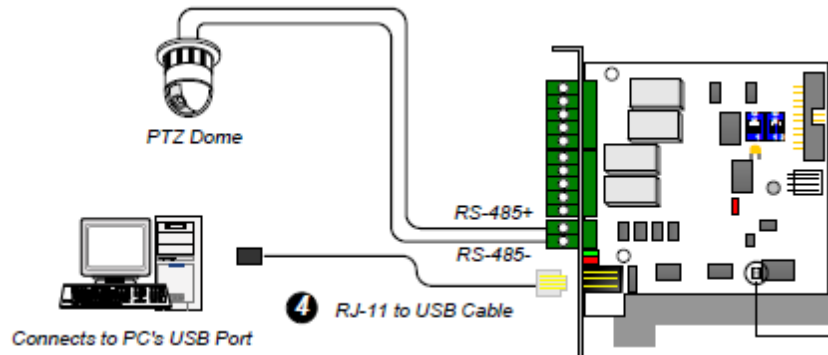 PTZ Dome
RS-485+
RS-485-
4 RJ-11 to USB Cable
Connects to PC's USB Port